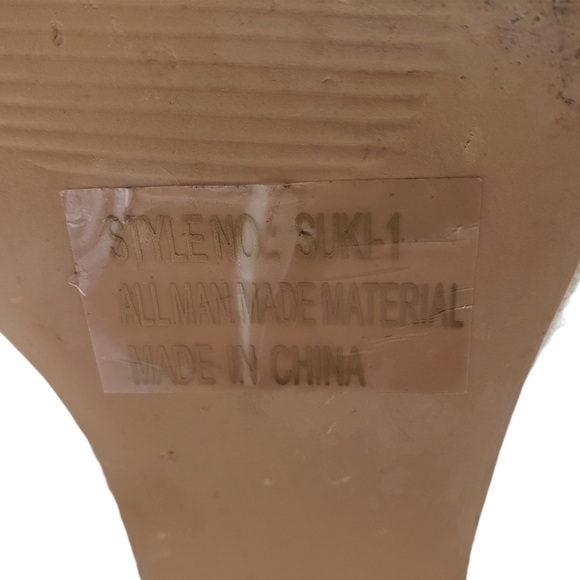 STYLE NO.: SUKI-1
ALL MAN MADE MATERIAL
MADE IN CHINA